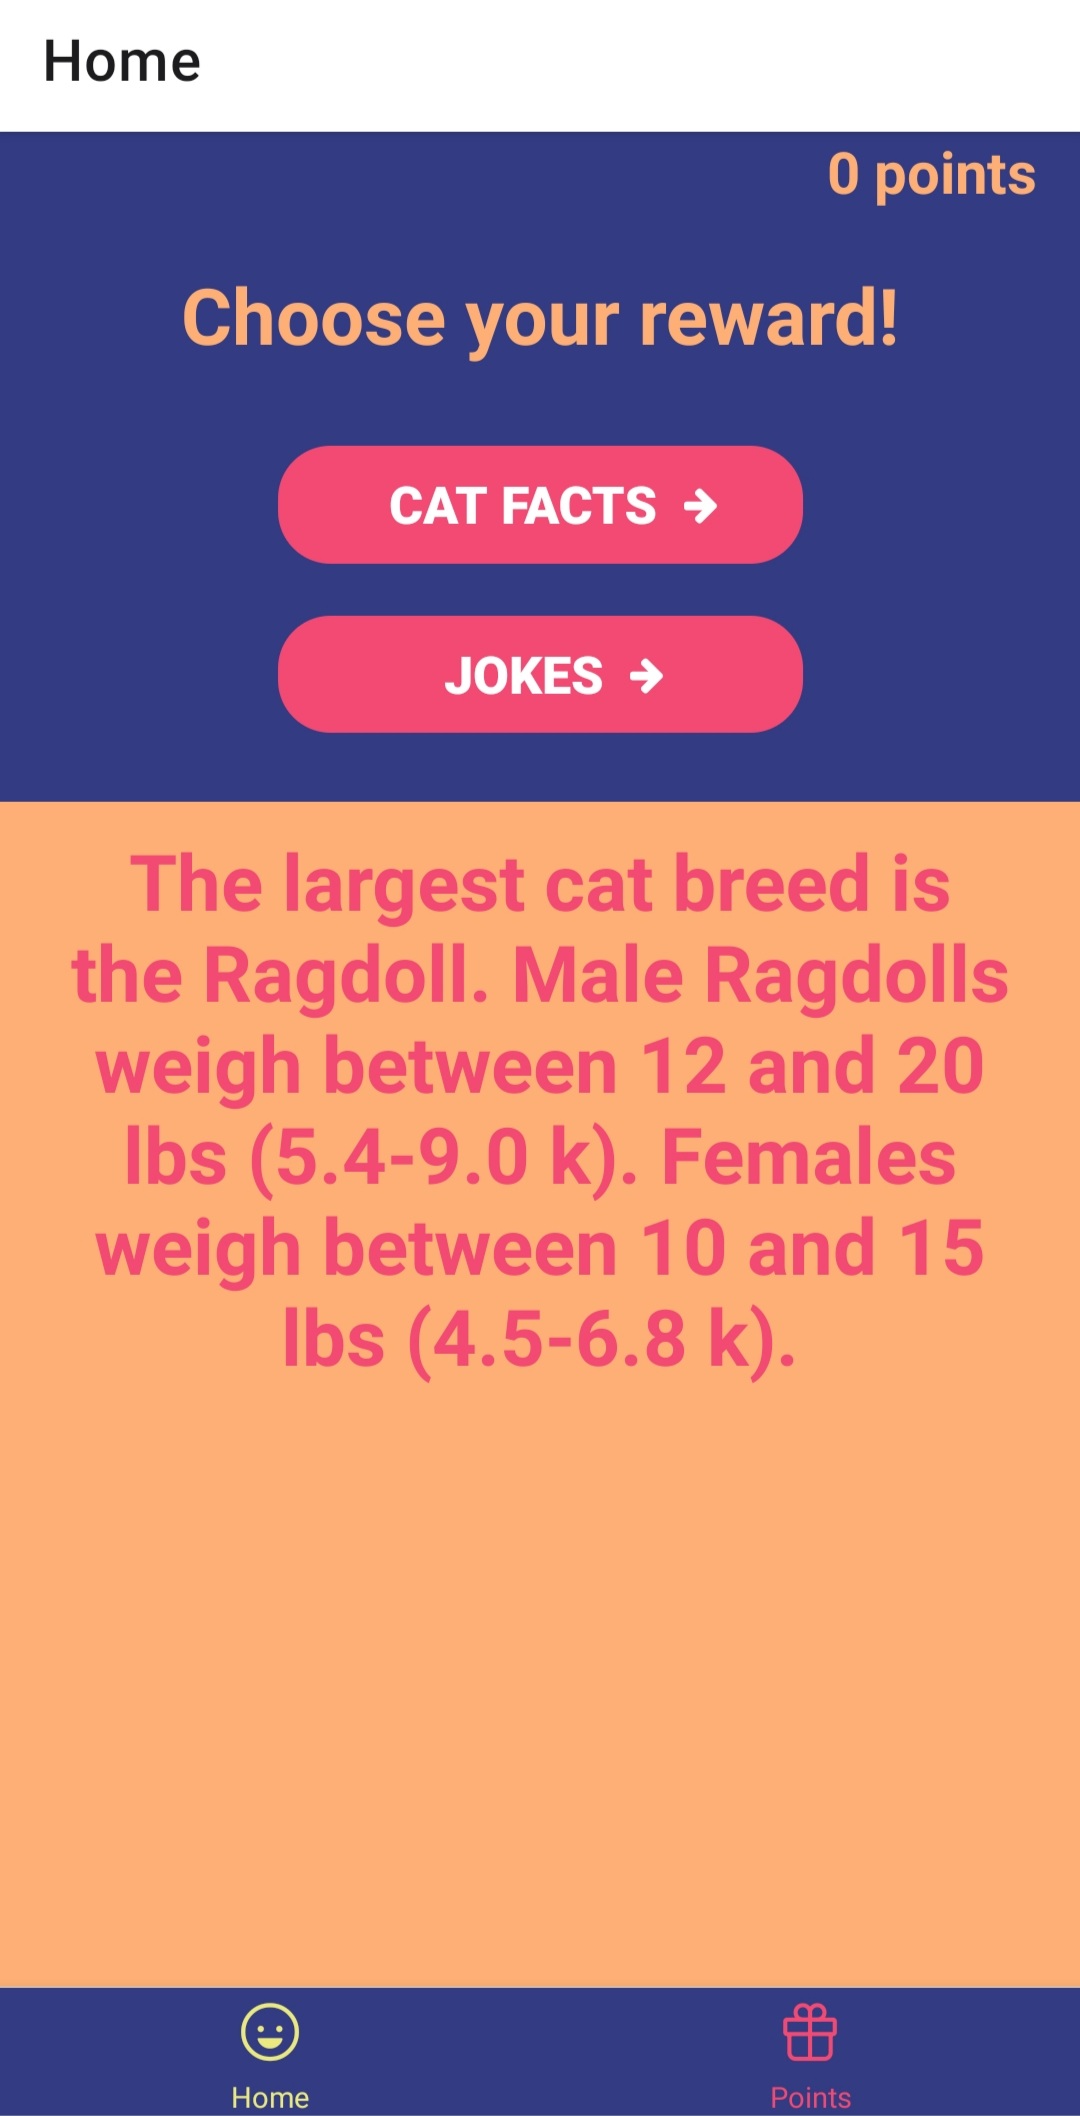 Home
0 points
Choose your reward!
CAT FACTS
JOKES
The largest cat breed is
the Ragdoll. Male Ragdolls
weigh between 12 and 20
lbs (5.4-9.0 k). Females
weigh between 10 and 15
lbs (4.5-6.8 k).
Home
Points